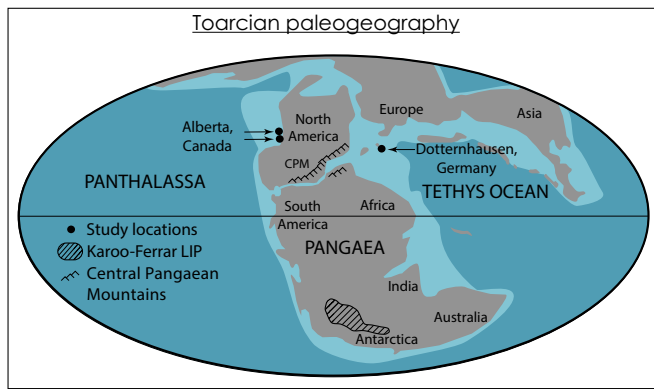 Toarcian paleogeography
Europe
Asia
North
America
Alberta,
Canada
CPM
Dotternhausen,
Germany
PANTHALASSA
TETHYS OCEAN
South
America
Africa
Study locations
PANGAEA
Karoo-Ferrar LIP
Central Pangaean
Mountains
India
Australia
Antarctica